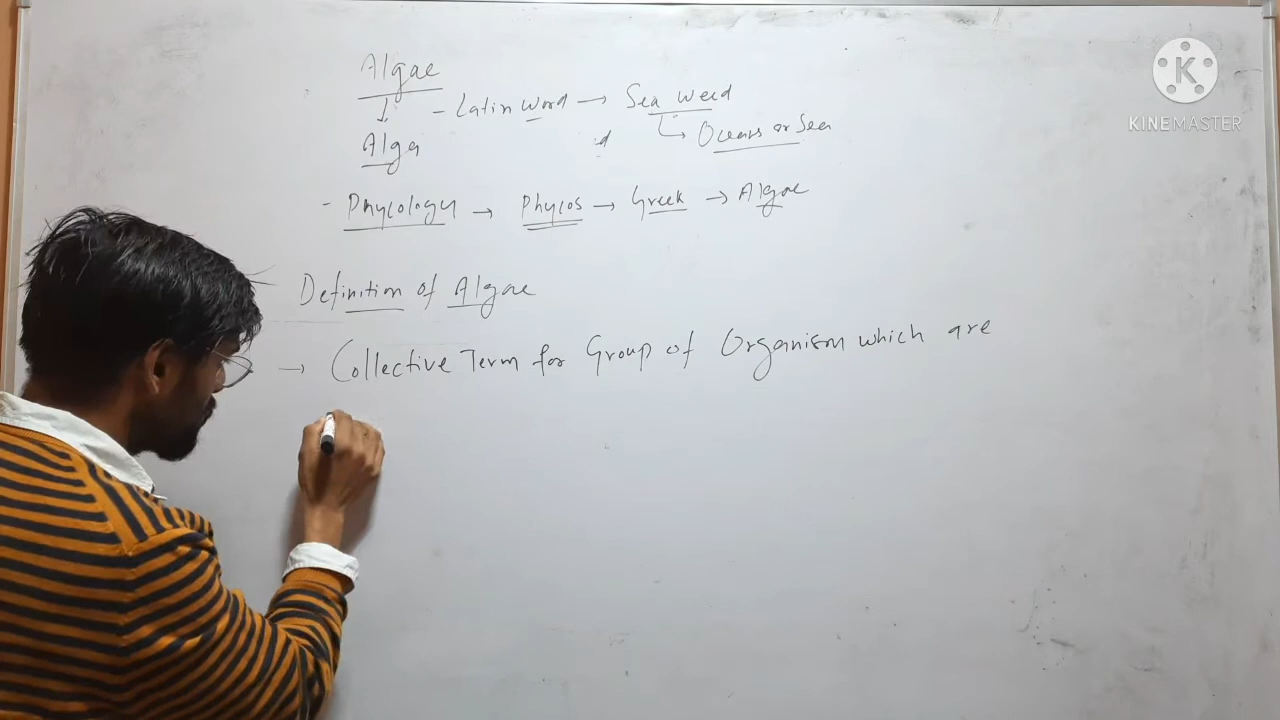 Algae
↓ - Latin Word → Sea Weed
Alga ↳ Oceans or Sea
- Phycology → Phycos → Greek → Algae
Definition of Algae
→ Collective Term for Group of Organism which are
K
KINEMASTER